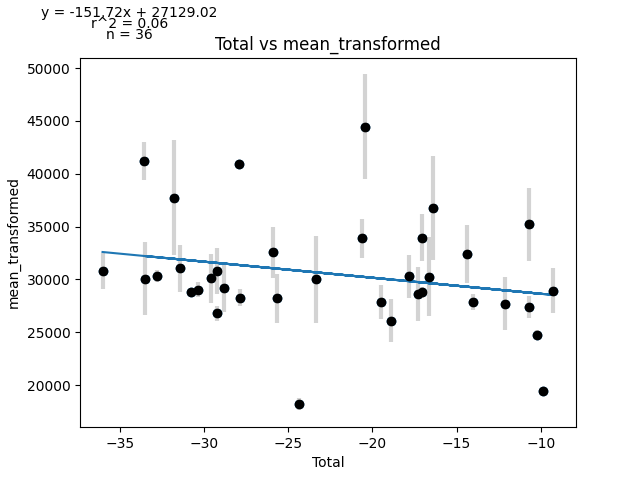 y = -151.72x + 27129.02
r^2 = 0.06
n = 36
Total vs mean_transformed
50000
45000
40000
35000
30000
25000
20000
mean_transformed
−35
−30
−25
−20
−15
−10
Total